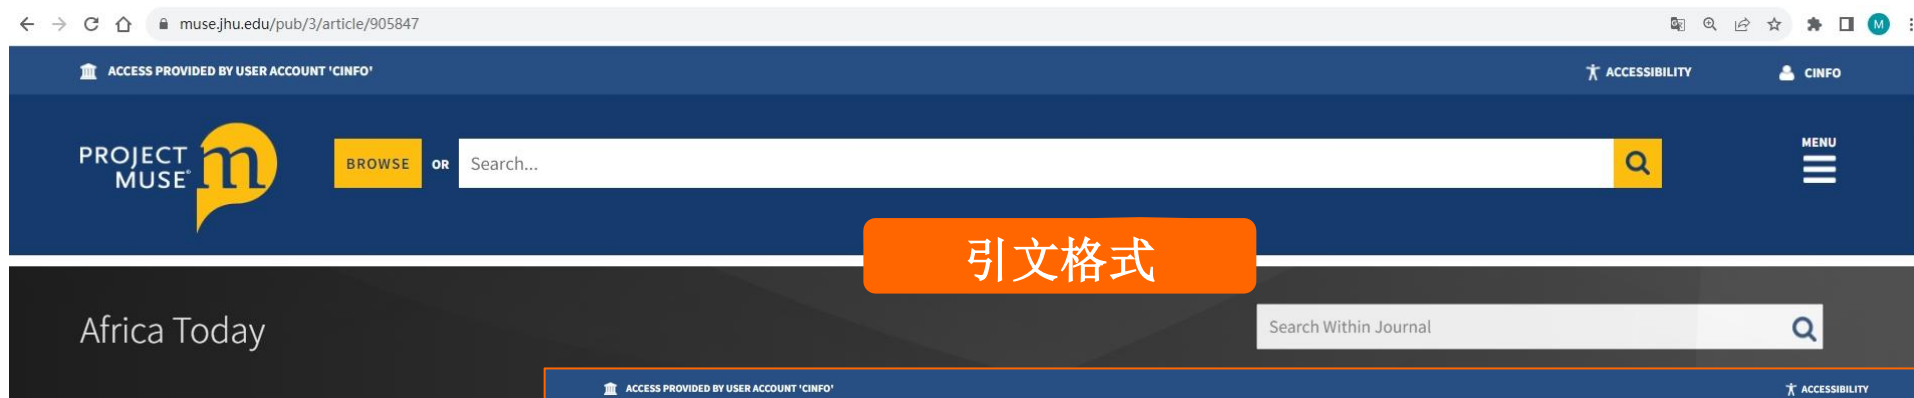 muse.jhu.edu/pub/3/article/905847
M
ACCESS PROVIDED BY USER ACCOUNT 'CINFO'
ACCESSIBILITY
CINFO
PROJECT
MUSE®
m
BROWSE
OR
Search...
MENU
引文格式
Africa Today
Search Within Journal
ACCESS PROVIDED BY USER ACCOUNT 'CINFO'
ACCESSIBILITY